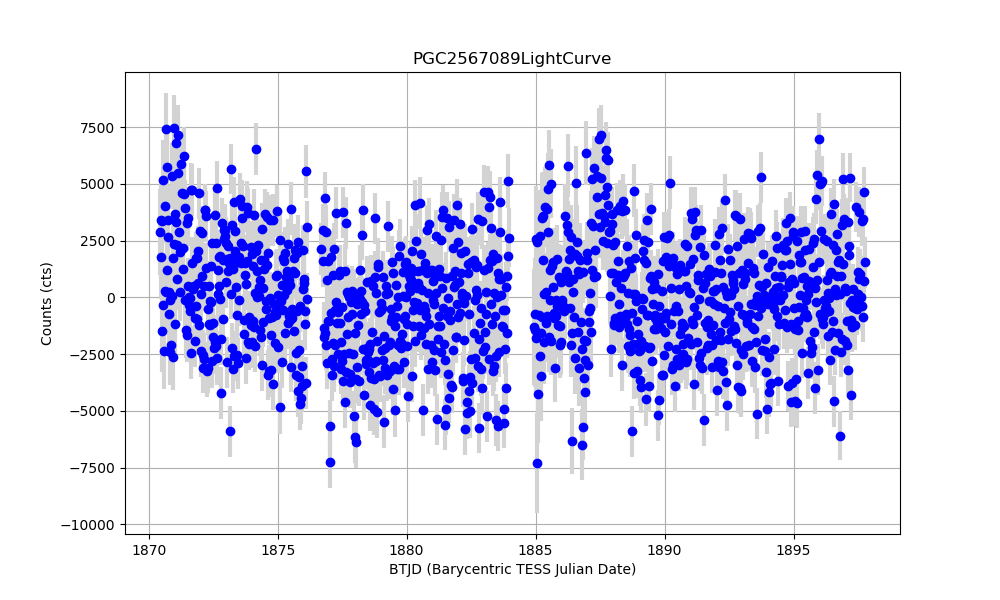 PGC2567089LightCurve
Counts (cts)
7500
5000
2500
0
−2500
−5000
−7500
−10000
1870 1875 1880 1885 1890 1895
BTJD (Barycentric TESS Julian Date)